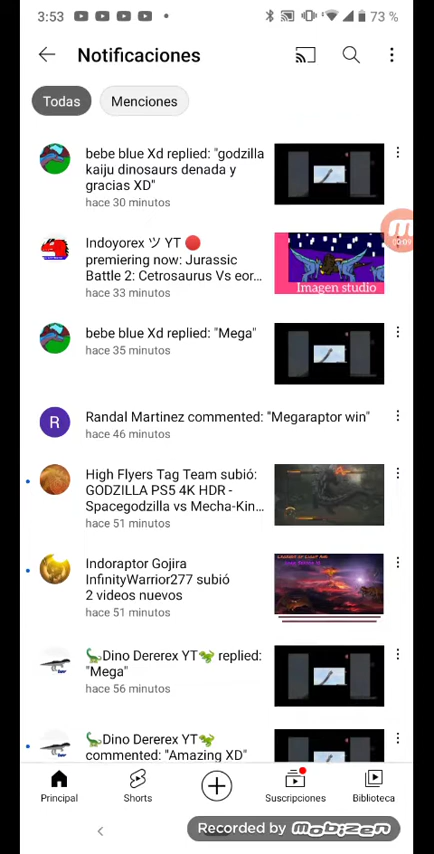 3:53
73 %
Notificaciones
Todas
Menciones
bebe blue Xd replied: "godzilla
kaiju dinosaurs denada y
gracias XD"
hace 30 minutos
Indoyorex ツ YT 🔴
premiering now: Jurassic
Battle 2: Cetrosaurus Vs eor...
hace 33 minutos
Imagen studio
bebe blue Xd replied: "Mega"
hace 35 minutos
R
Randal Martinez commented: "Megaraptor win"
hace 46 minutos
High Flyers Tag Team subió:
GODZILLA PS5 4K HDR -
Spacegodzilla vs Mecha-Kin...
hace 51 minutos
Indoraptor Gojira
InfinityWarrior277 subió
2 videos nuevos
hace 51 minutos
🦕Dino Dererex YT🦖 replied:
"Mega"
hace 56 minutos
🦕Dino Dererex YT🦖
commented: "Amazing XD"
Principal
Shorts
Suscripciones
Biblioteca
Recorded by mobizen